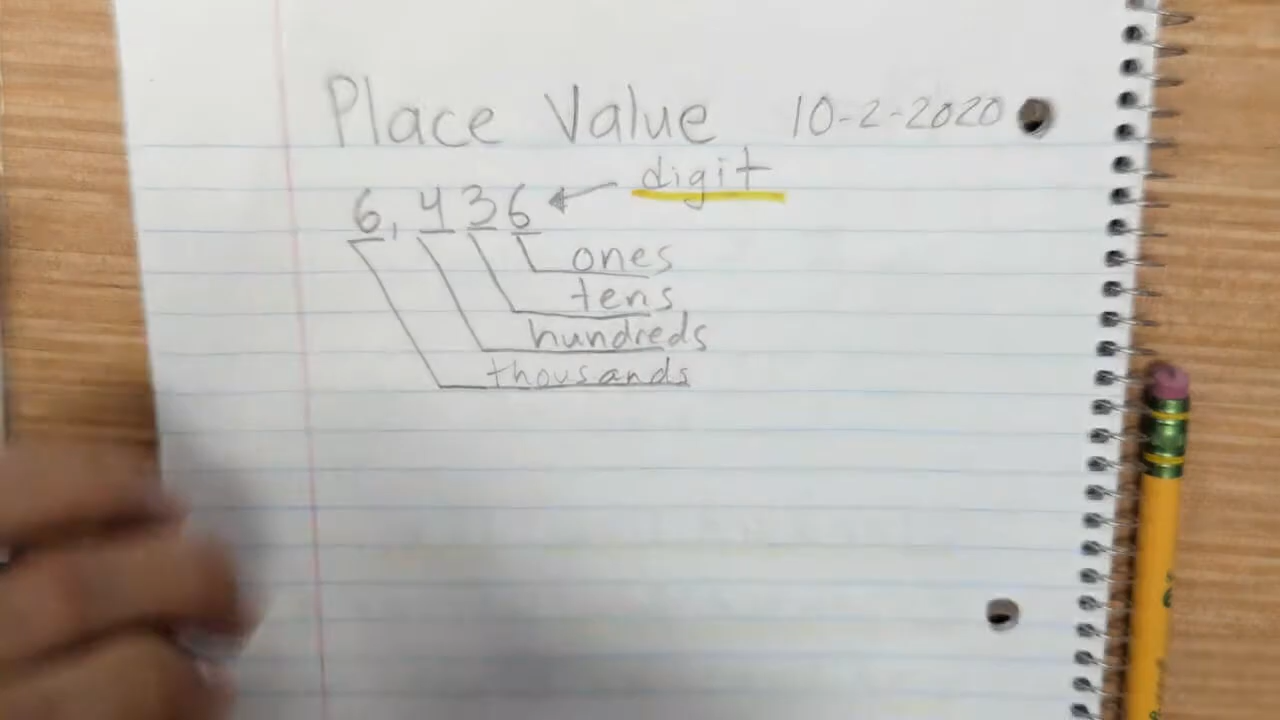 Place Value 10-2-2020
6,436 ← digit
ones
tens
hundreds
thousands